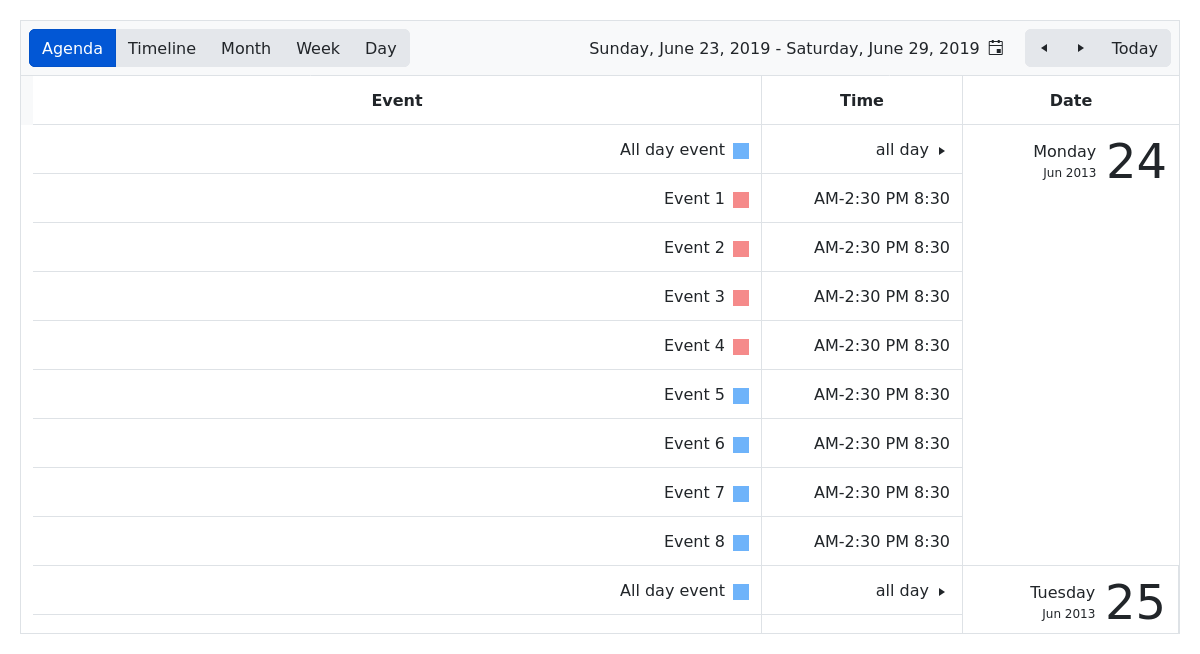 Agenda Timeline Month Week Day Sunday, June 23, 2019 - Saturday, June 29, 2019 Today
Event Time Date
All day event all day Monday 24
Jun 2013
Event 1 AM-2:30 PM 8:30
Event 2 AM-2:30 PM 8:30
Event 3 AM-2:30 PM 8:30
Event 4 AM-2:30 PM 8:30
Event 5 AM-2:30 PM 8:30
Event 6 AM-2:30 PM 8:30
Event 7 AM-2:30 PM 8:30
Event 8 AM-2:30 PM 8:30
All day event all day Tuesday 25
Jun 2013